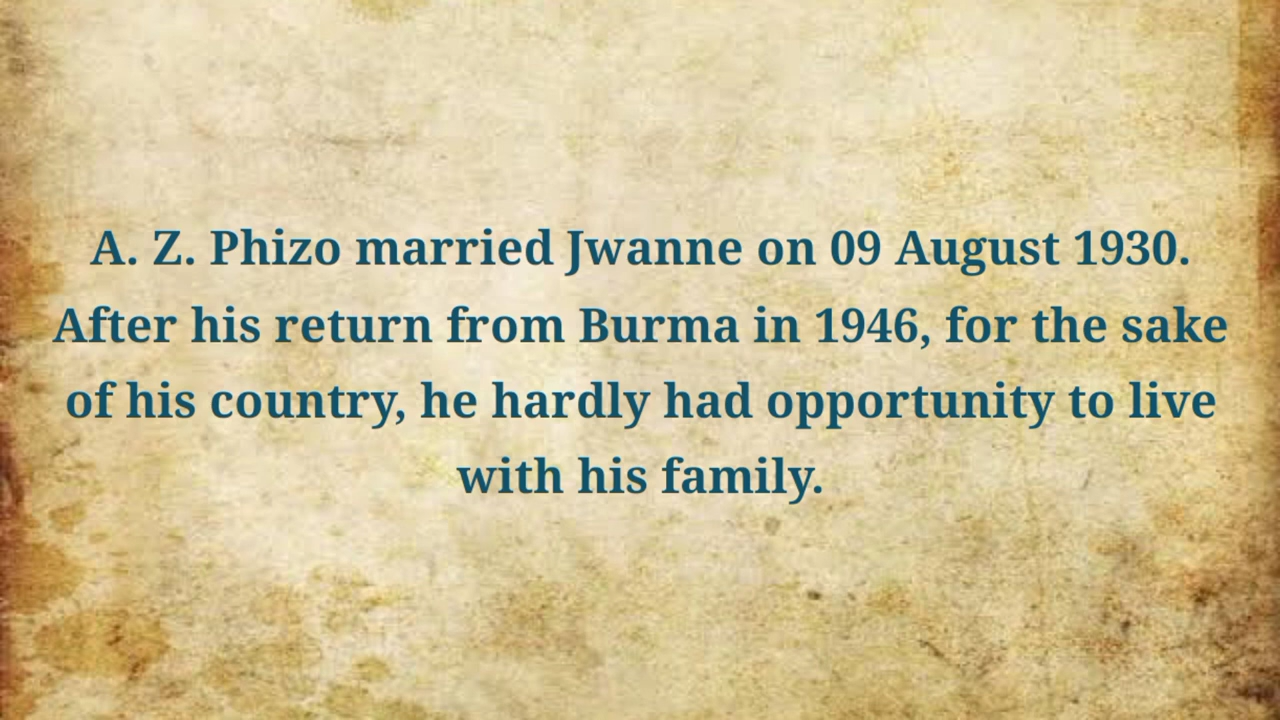 A. Z. Phizo married Jwanne on 09 August 1930.
After his return from Burma in 1946, for the sake
of his country, he hardly had opportunity to live
with his family.